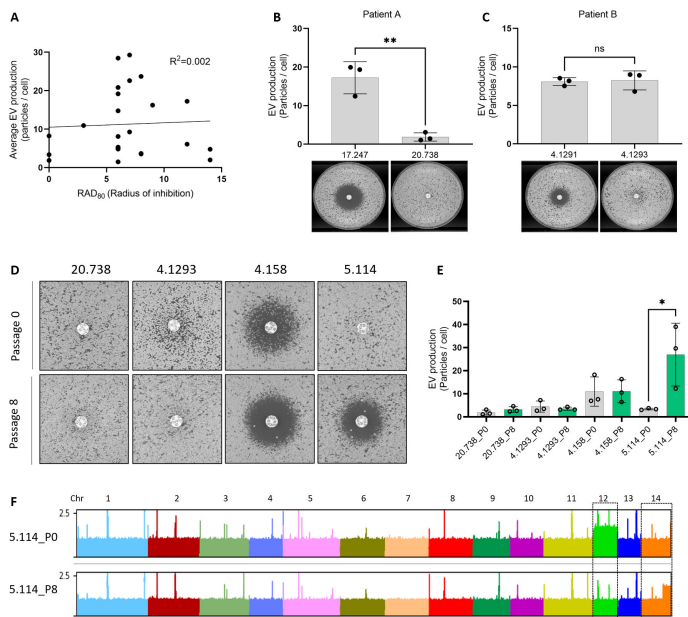 A
Average EV production
(particles / cell)
30
20
10
0
0
5
10
15
R²=0.002
RAD80 (Radius of inhibition)
B
Patient A
EV production
(Particles / cell)
30
20
10
0
**
17.247
20.738
C
Patient B
EV production
(Particles / cell)
15
10
5
0
ns
4.1291
4.1293
D
20.738
4.1293
4.158
5.114
Passage 0
Passage 8
E
EV production
(Particles / cell)
50
40
30
20
10
0
*
20.738_P0
20.738_P8
4.1293_P0
4.1293_P8
4.158_P0
4.158_P8
5.114_P0
5.114_P8
F
Chr 1 2 3 4 5 6 7 8 9 10 11 12 13 14
2.5
5.114_P0
2.5
5.114_P8